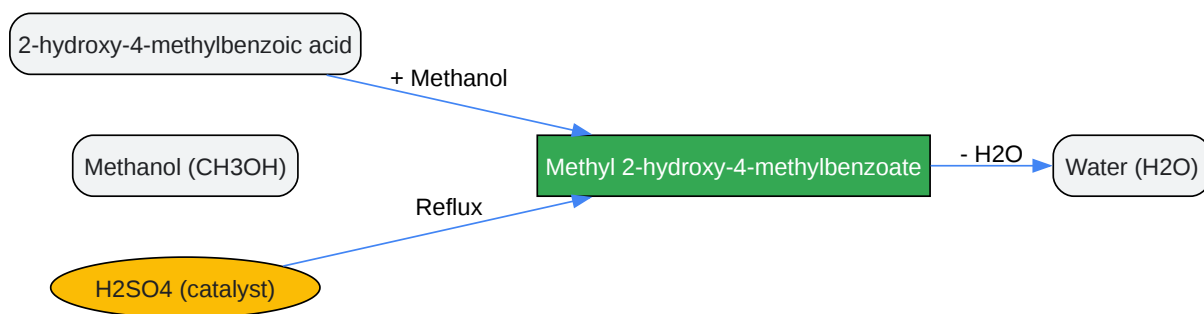 2-hydroxy-4-methylbenzoic acid
+ Methanol
Methanol (CH3OH)
Methyl 2-hydroxy-4-methylbenzoate
- H2O
Water (H2O)
Reflux
H2SO4 (catalyst)